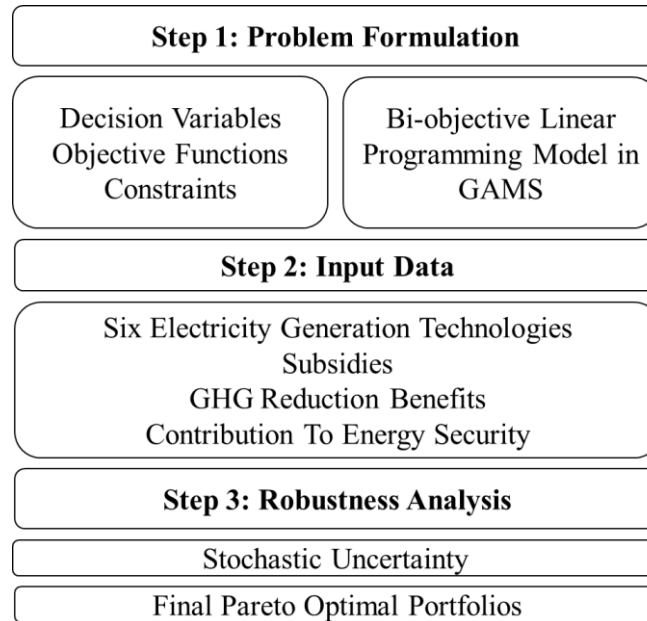 Step 1: Problem Formulation
Decision Variables
Objective Functions
Constraints
Bi-objective Linear
Programming Model in
GAMS
Step 2: Input Data
Six Electricity Generation Technologies
Subsidies
GHG Reduction Benefits
Contribution To Energy Security
Step 3: Robustness Analysis
Stochastic Uncertainty
Final Pareto Optimal Portfolios